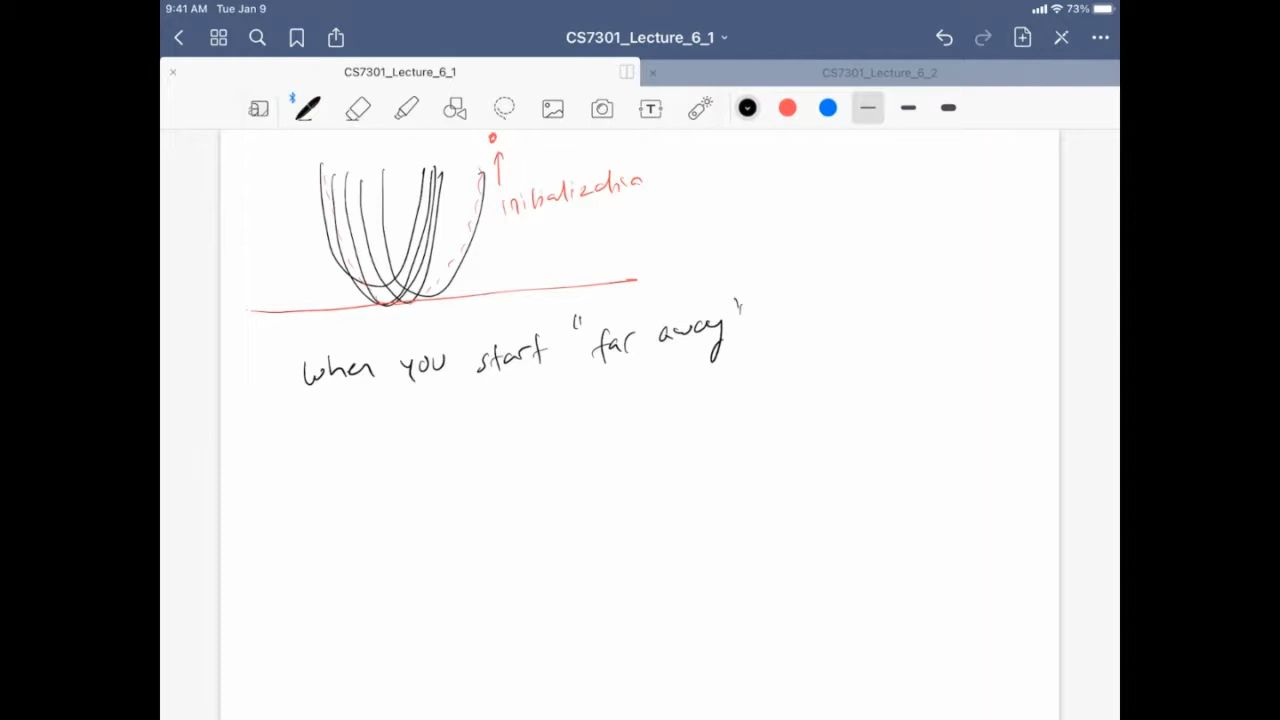 9:41 AM Tue Jan 9
73%
CS7301_Lecture_6_1
CS7301_Lecture_6_1
CS7301_Lecture_6_2
T
initialization
When you start "far away"